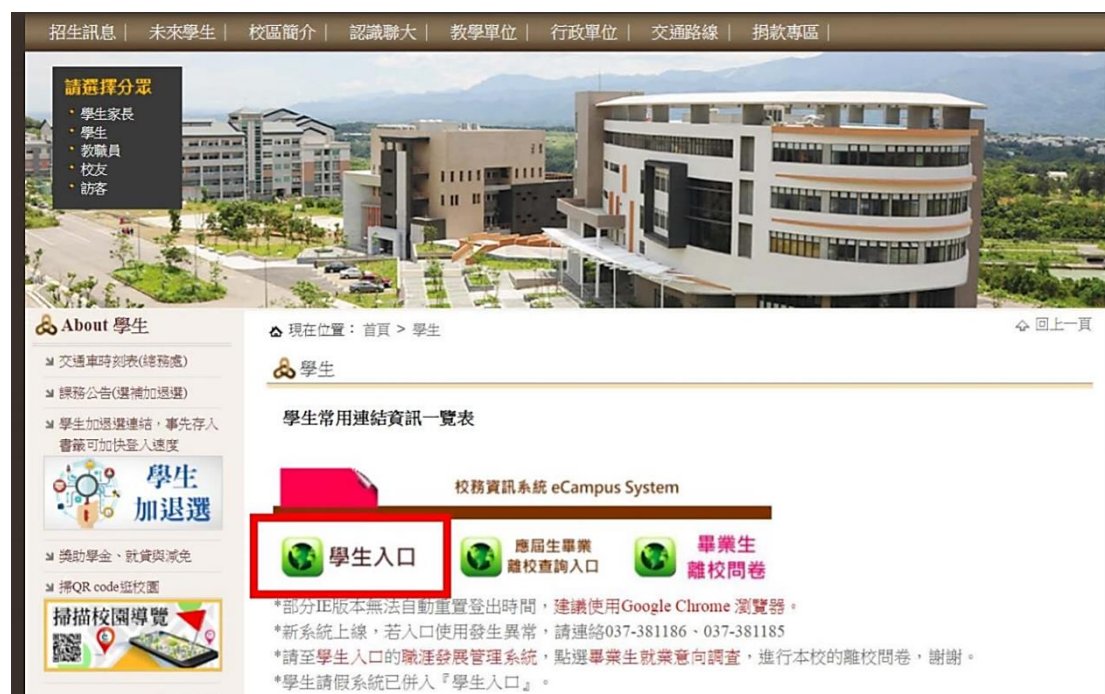 招生訊息｜ 未來學生｜ 校區簡介｜ 認識聯大｜ 教學單位｜ 行政單位｜ 交通路線｜ 捐款專區｜
請選擇分眾
學生家長
學生
教職員
校友
訪客
About 學生
現在位置： 首頁 > 學生
回上一頁
交通車時刻表(總務處)
學生
課務公告(選補加退選)
學生加退選連結，事先存入
書籤可加快登入速度
學生常用連結資訊一覽表
學生
加退選
校務資訊系統 eCampus System
學生入口
應屆生畢業
離校查詢入口
畢業生
離校問卷
獎助學金、就貸與減免
掃QR code逛校園
掃描校園導覽
*部分IE版本無法自動重置登出時間，建議使用Google Chrome 瀏覽器。
*新系統上線，若入口使用發生異常，請連絡037-381186、037-381185
*請至學生入口的職涯發展管理系統，點選畢業生就業意向調查，進行本校的離校問卷，謝謝。
*學生請假系統已併入『學生入口』。